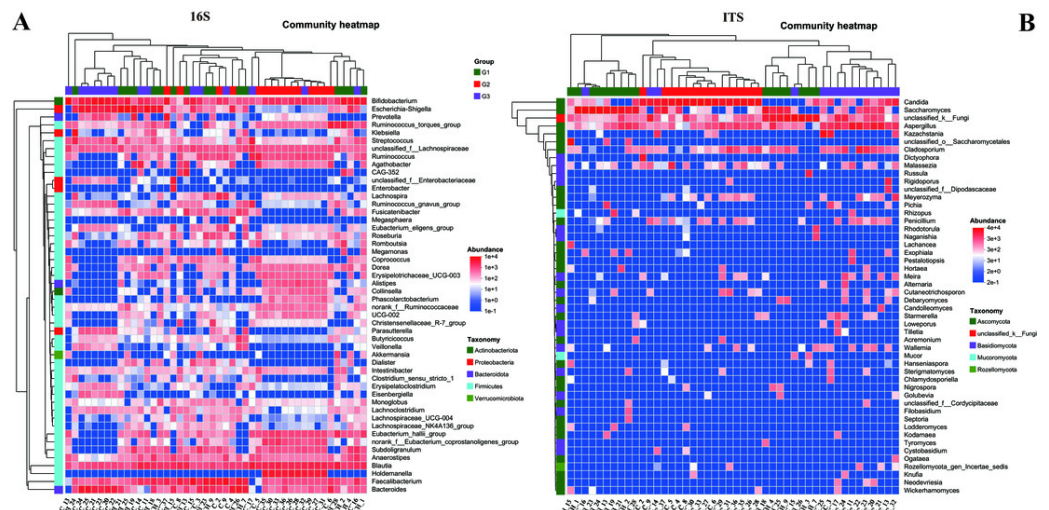 A
16S
Community heatmap
Group
G1
G2
G3
Bifidobacterium
Escherichia-Shigella
Prevotella
Ruminococcus_torques_group
Klebsiella
Streptococcus
unclassified_f__Lachnospiraceae
Ruminococcus
Agathobacter
CAG-352
unclassified_f__Enterobacteriaceae
Enterobacter
Lachnospira
Ruminococcus_gnavus_group
Fusicatenibacter
Megasphaera
Eubacterium_eligens_group
Roseburia
Romboutsia
Megamonas
Coprococcus
Dorea
Erysipelotrichaceae_UCG-003
Alistipes
Collinsella
Phascolarctobacterium
norank_f__Ruminococcaceae
UCG-002
Christensenellaceae_R-7_group
Parasutterella
Butyricicoccus
Veillonella
Akkermansia
Dialister
Intestinibacter
Clostridium_sensu_stricto_1
Erysipelatoclostridium
Eisenbergiella
Monoglobus
Lachnoclostridium
Lachnospiraceae_UCG-004
Lachnospiraceae_NK4A136_group
Eubacterium_hallii_group
norank_f__Eubacterium_coprostanoligenes_group
Subdoligranulum
Anaerostipes
Blautia
Holdemanella
Faecalibacterium
Bacteroides
Abundance
1e+4
1e+3
1e+2
1e+1
1e+0
1e-1
Taxonomy
Actinobacteriota
Proteobacteria
Bacteroidota
Firmicutes
Verrucomicrobiota
ITS
B
Community heatmap
Candida
Saccharomyces
unclassified_k__Fungi
Aspergillus
Kazachstania
unclassified_o__Saccharomycetales
Cladosporium
Dictyophora
Malassezia
Russula
Rigidoporus
unclassified_f__Dipodascaceae
Meyerozyma
Pichia
Rhizopus
Penicillium
Rhodotorula
Naganishia
Lachancea
Exophiala
Pestalotiopsis
Hortaea
Meira
Alternaria
Cutaneotrichosporon
Debaryomyces
Candolleomyces
Starmerella
Loweporus
Tilletia
Acremonium
Wallemia
Mucor
Hanseniaspora
Sterigmatomyces
Chlamydosporiella
Nigrospora
Golubevia
unclassified_f__Cordycipitaceae
Filobasidium
Septoria
Lodderomyces
Kodamaea
Tyromyces
Cystobasidium
Ogataea
Rozellomycota_gen_Incertae_sedis
Knufia
Neodevriesia
Wickerhamomyces
Abundance
4e+4
3e+3
3e+2
3e+1
2e+0
2e-1
Taxonomy
Ascomycota
unclassified_k__Fungi
Basidiomycota
Mucoromycota
Rozellomycota